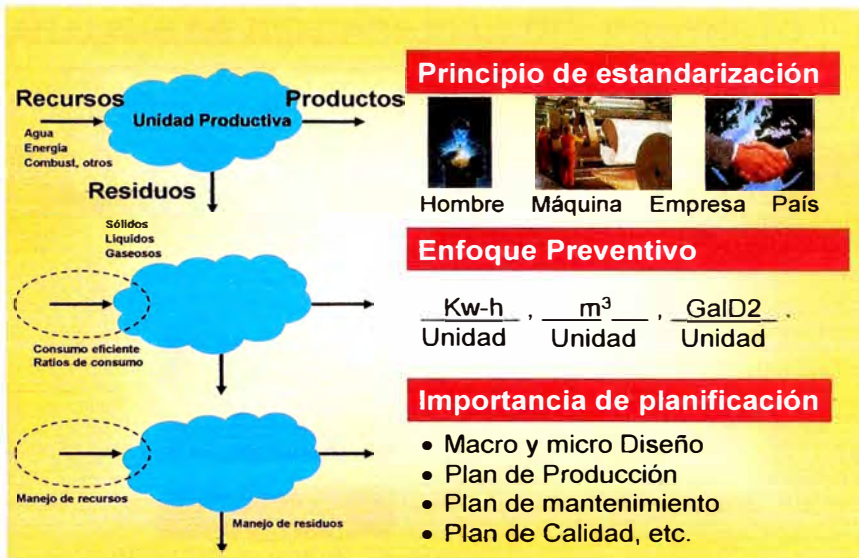 Recursos
Productos
Unidad Productiva
Agua
Energía
Combust, otros
Residuos
Sólidos
Liquidos
Gaseosos
Principio de estandarización
Hombre Máquina Empresa País
Consumo eficiente
Ratios de consumo
Enfoque Preventivo
Kw-h , m³ , GalD2 .
Unidad Unidad Unidad
Manejo de recursos
Manejo de residuos
Importancia de planificación
• Macro y micro Diseño
• Plan de Producción
• Plan de mantenimiento
• Plan de Calidad, etc.